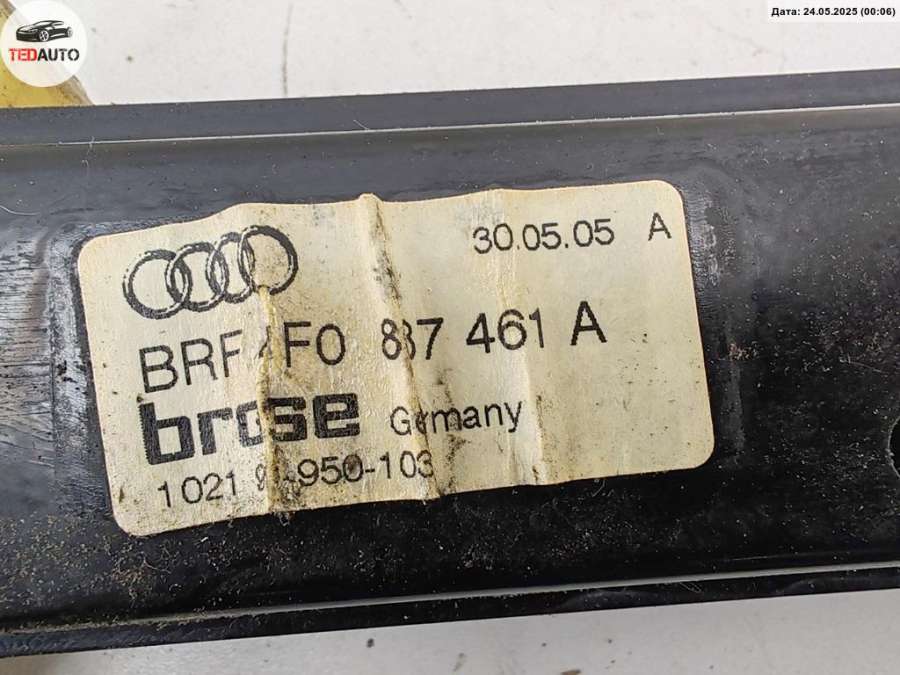 TEDAUTO
Дата: 24.05.2025 (00:06)
30.05.05 A
BRF 4F0 837 461 A
brose Germany
1021 950-103